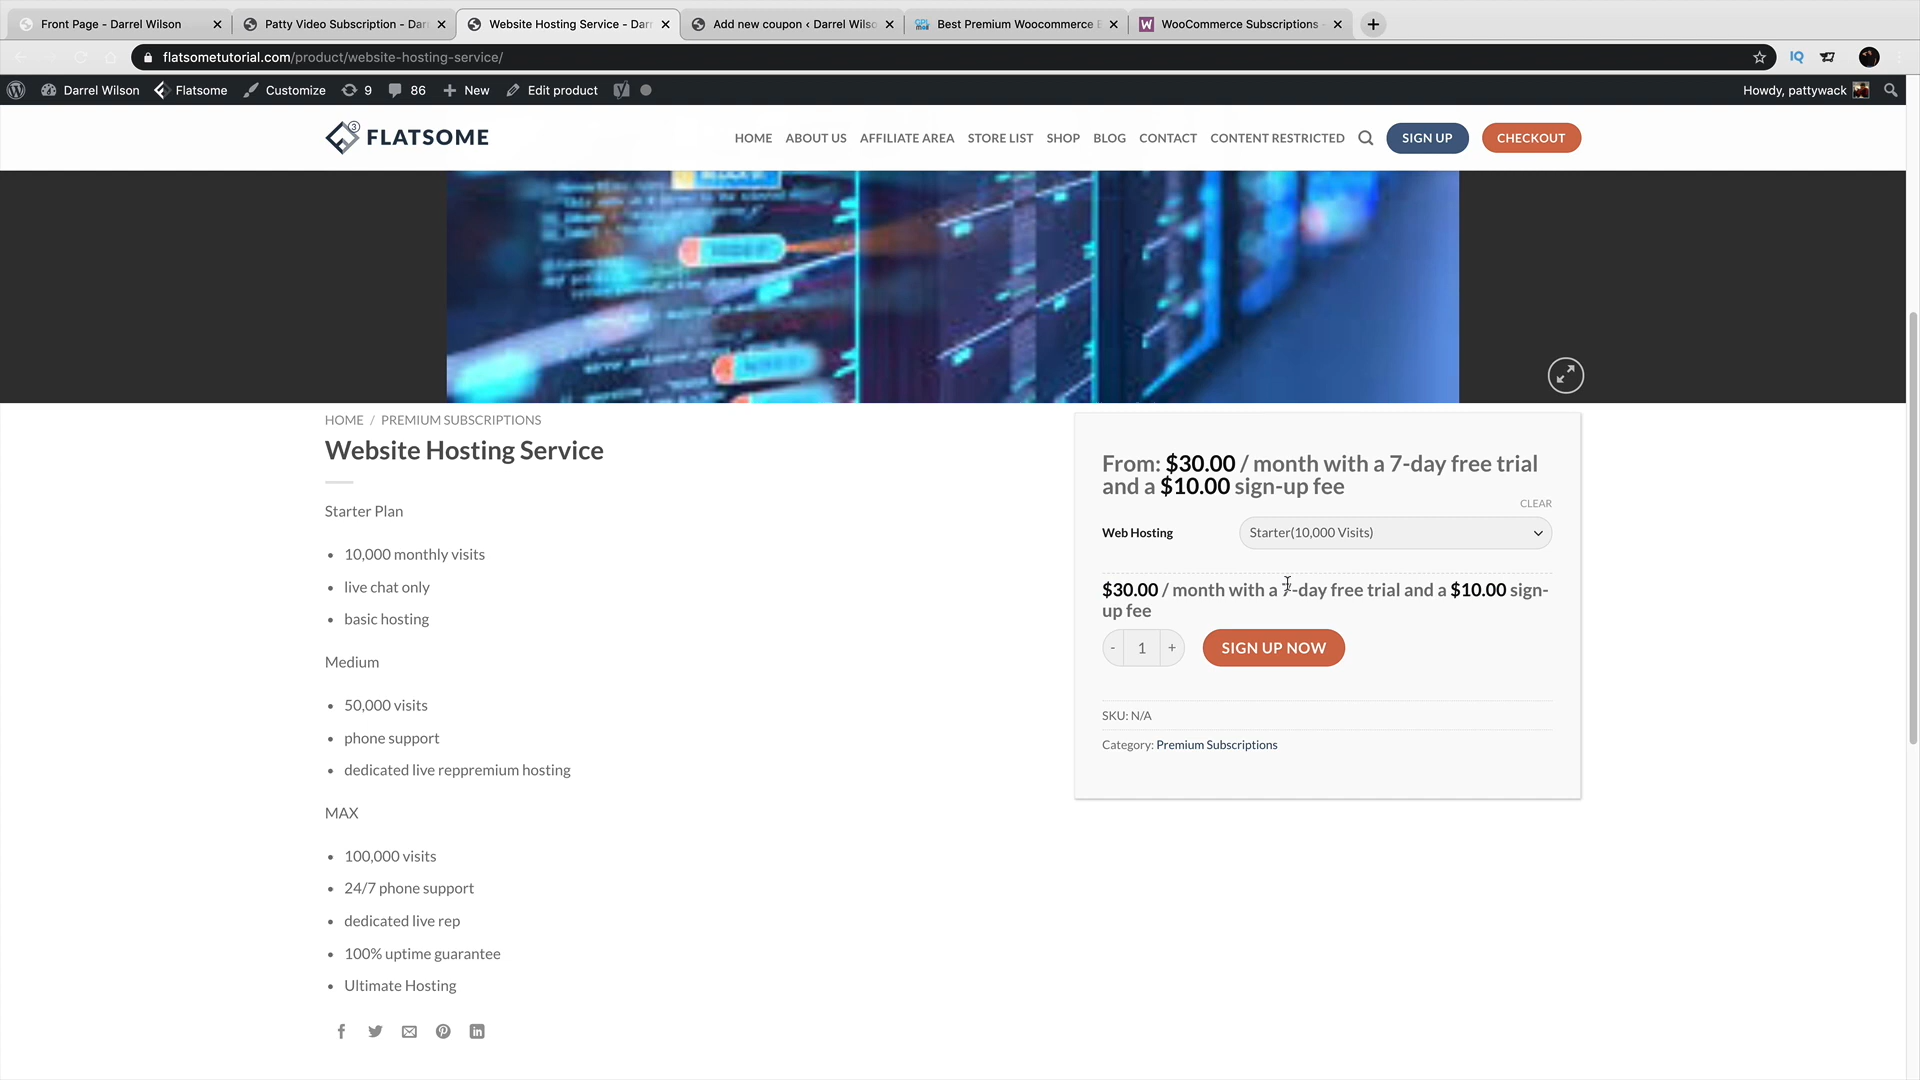 Front Page - Darrel Wilson
Patty Video Subscription - Dar
Website Hosting Service - Darr
Add new coupon ‹ Darrel Wilso
Best Premium Woocommerce E
WooCommerce Subscriptions -
flatsometutorial.com/product/website-hosting-service/
IQ
Darrel Wilson
Flatsome
Customize
9
86
New
Edit product
Howdy, pattywack
3
FLATSOME
HOME
ABOUT US
AFFILIATE AREA
STORE LIST
SHOP
BLOG
CONTACT
CONTENT RESTRICTED
SIGN UP
CHECKOUT
HOME / PREMIUM SUBSCRIPTIONS
Website Hosting Service
Starter Plan
• 10,000 monthly visits
• live chat only
• basic hosting
Medium
• 50,000 visits
• phone support
• dedicated live reppremium hosting
MAX
• 100,000 visits
• 24/7 phone support
• dedicated live rep
• 100% uptime guarantee
• Ultimate Hosting
From: $30.00 / month with a 7-day free trial
and a $10.00 sign-up fee
CLEAR
Web Hosting
Starter(10,000 Visits)
$30.00 / month with a 7-day free trial and a $10.00 sign-
up fee
- 1 +
SIGN UP NOW
SKU: N/A
Category: Premium Subscriptions